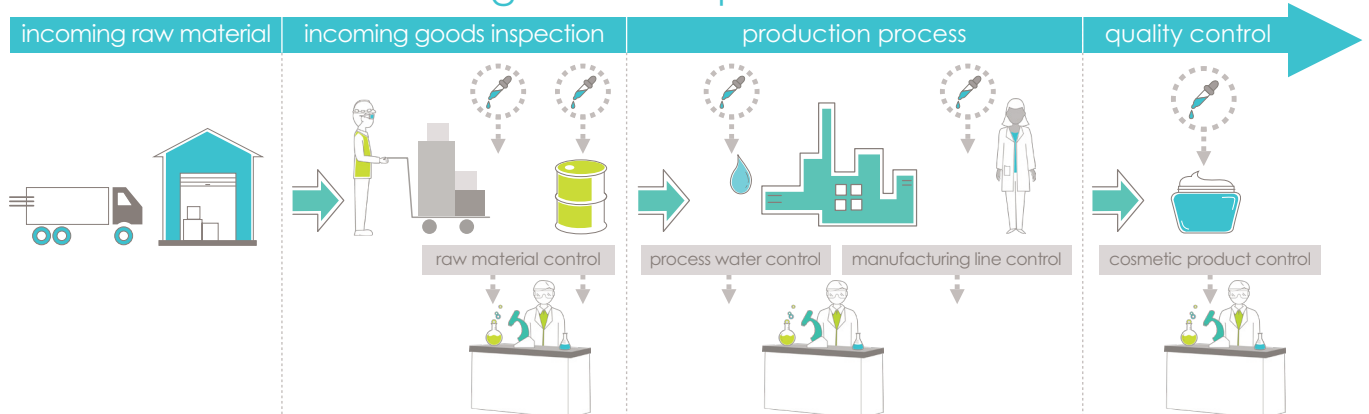 incoming raw material
incoming goods inspection
production process
quality control
raw material control
process water control
manufacturing line control
cosmetic product control